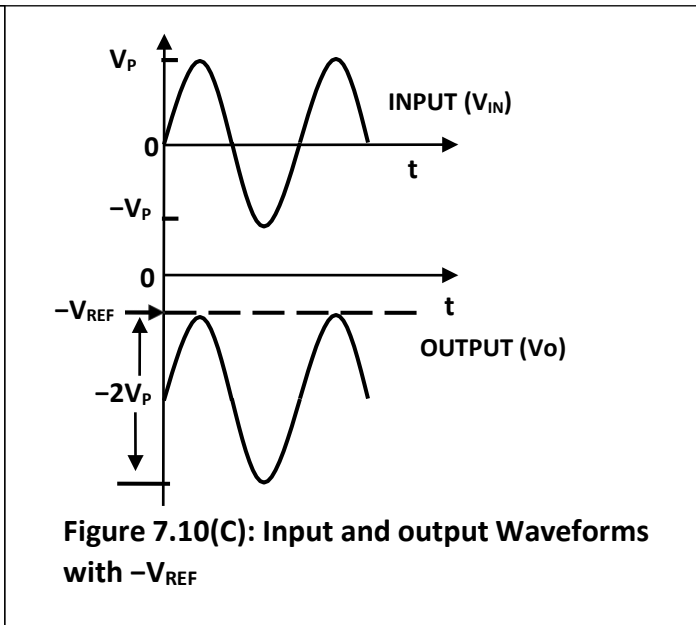 V_P
INPUT (V_IN)
0
t
−V_P
0
−V_REF
t
OUTPUT (Vo)
−2V_P
Figure 7.10(C): Input and output Waveforms
with −V_REF